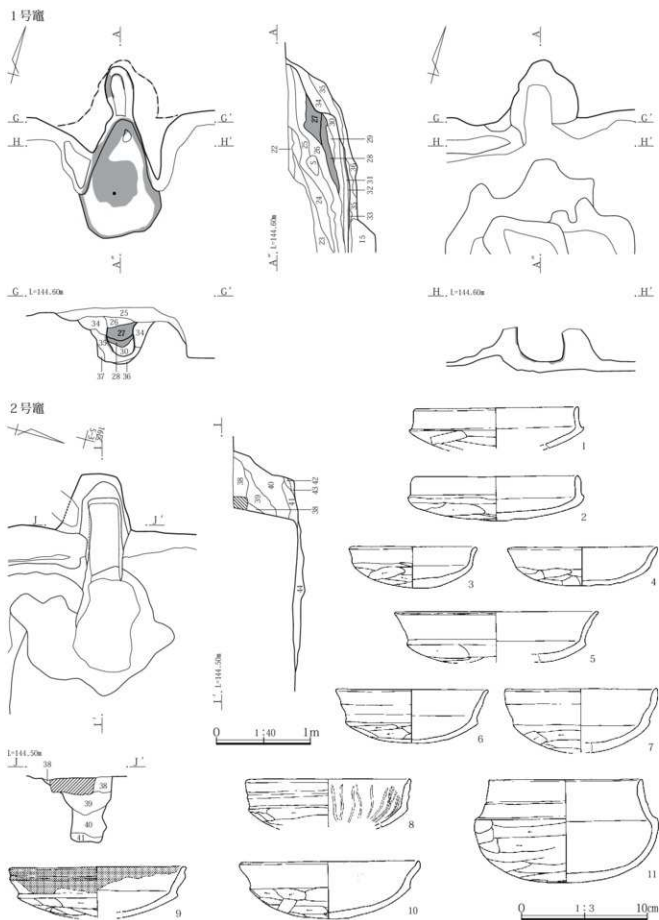 1号竈
A
A
A
G
G′
G
G′
H
H′
H
H′
22
25
5
26
27
34
35
30
24
23
29
28
31
32
33
15
L=144.60m
A″
A″
A″
G
L=144.60m
G′
H
L=144.60m
H′
25
34
26
27
34
35
30
37
28
36
2号竈
J
J′
38
39
40
41
42
43
38
44
L=144.50m
0
1:40
1m
L=144.50m
J
J′
38
38
39
40
41
1
2
3
4
5
6
7
8
9
10
11
0
1:3
10cm